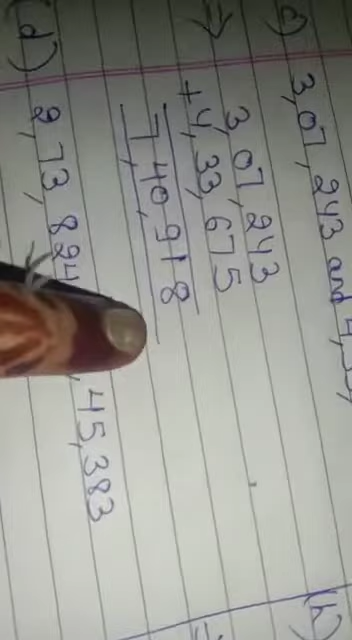 c) 3,07,243 and 4,33,
⇒ 3,07,243
+4,33,675
7,40,918
(d) 2,73,824 ,45,383
(h)